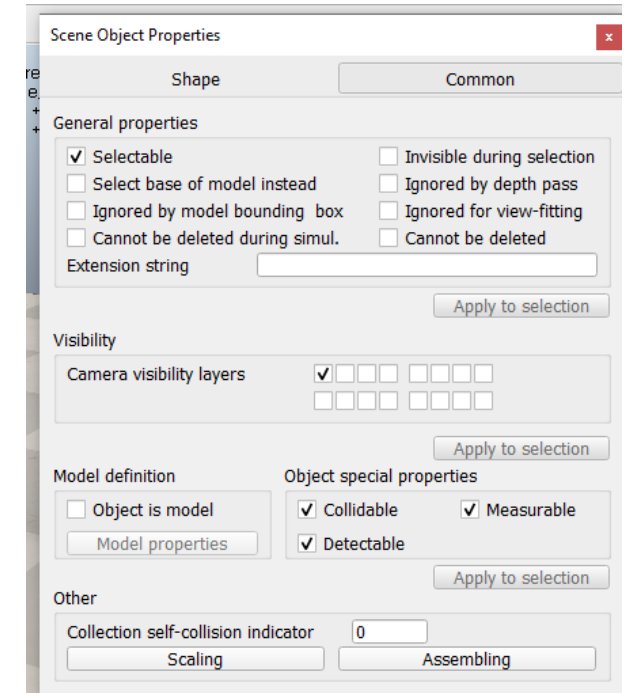 Scene Object Properties
x
re
Shape Common
e,
+
+
General properties
✓ Selectable Invisible during selection
Select base of model instead Ignored by depth pass
Ignored by model bounding box Ignored for view-fitting
Cannot be deleted during simul. Cannot be deleted
Extension string
Apply to selection
Visibility
Camera visibility layers ✓
Apply to selection
Model definition Object special properties
Object is model ✓ Collidable ✓ Measurable
Model properties ✓ Detectable
Apply to selection
Other
Collection self-collision indicator 0
Scaling Assembling